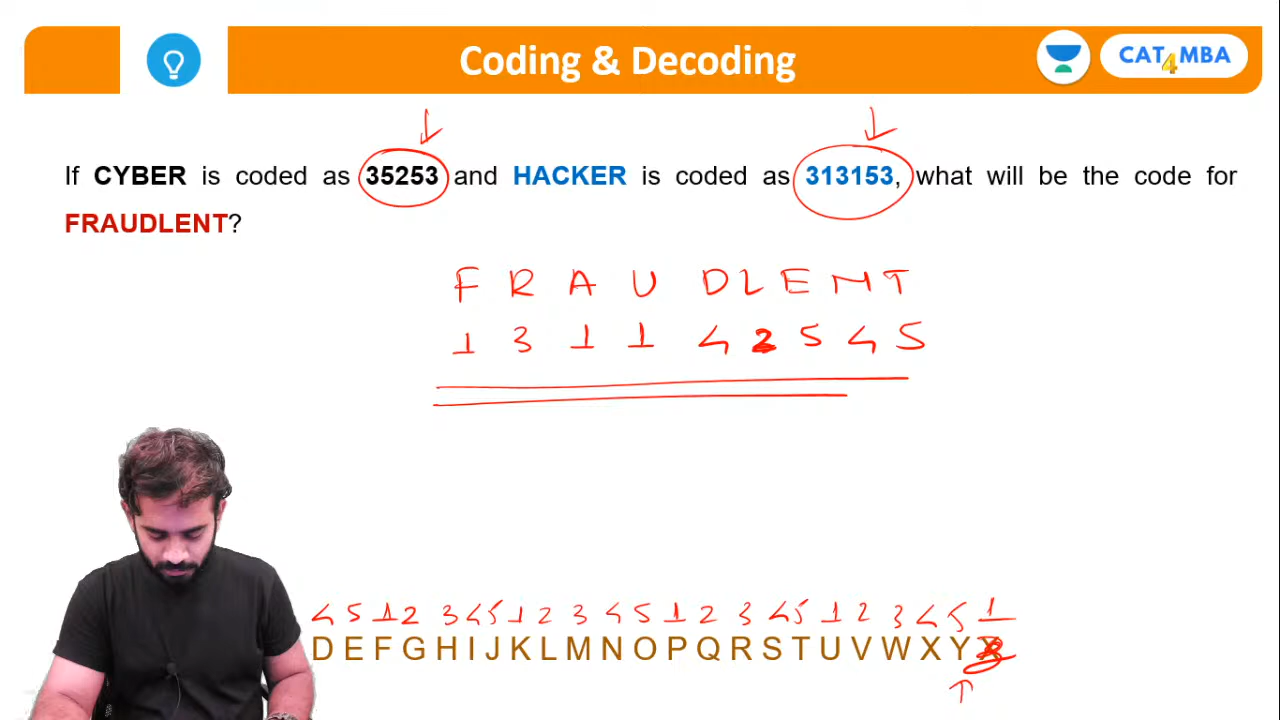 Coding & Decoding
CAT4MBA
If CYBER is coded as 35253 and HACKER is coded as 313153, what will be the code for
FRAUDLENT?
F R A U D L E N T
1 3 1 1 4 2 5 4 5
4 5 1 2 3 4 5 1 2 3 4 5 1 2 3 4 5 1 2 3 4 5 1
D E F G H I J K L M N O P Q R S T U V W X Y